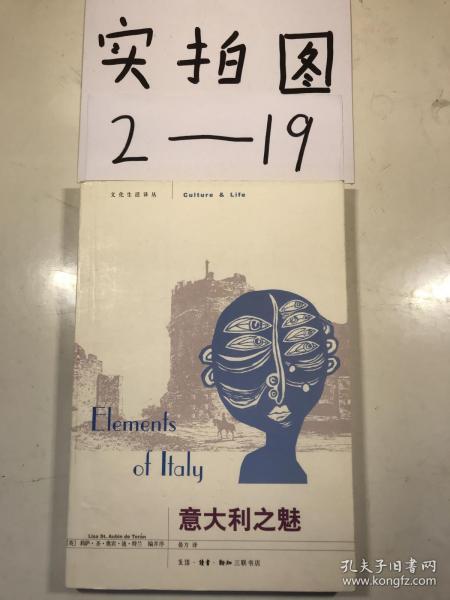 实拍图
2—19
文化生活译丛 Culture & Life
Elements
of Italy
意大利之魅
Lisa St. Aubin de Terán
[英] 莉萨·圣·奥宾·德·特兰 编并序
晏方 译
生活·读书·新知三联书店
孔夫子旧书网
kongfz.com